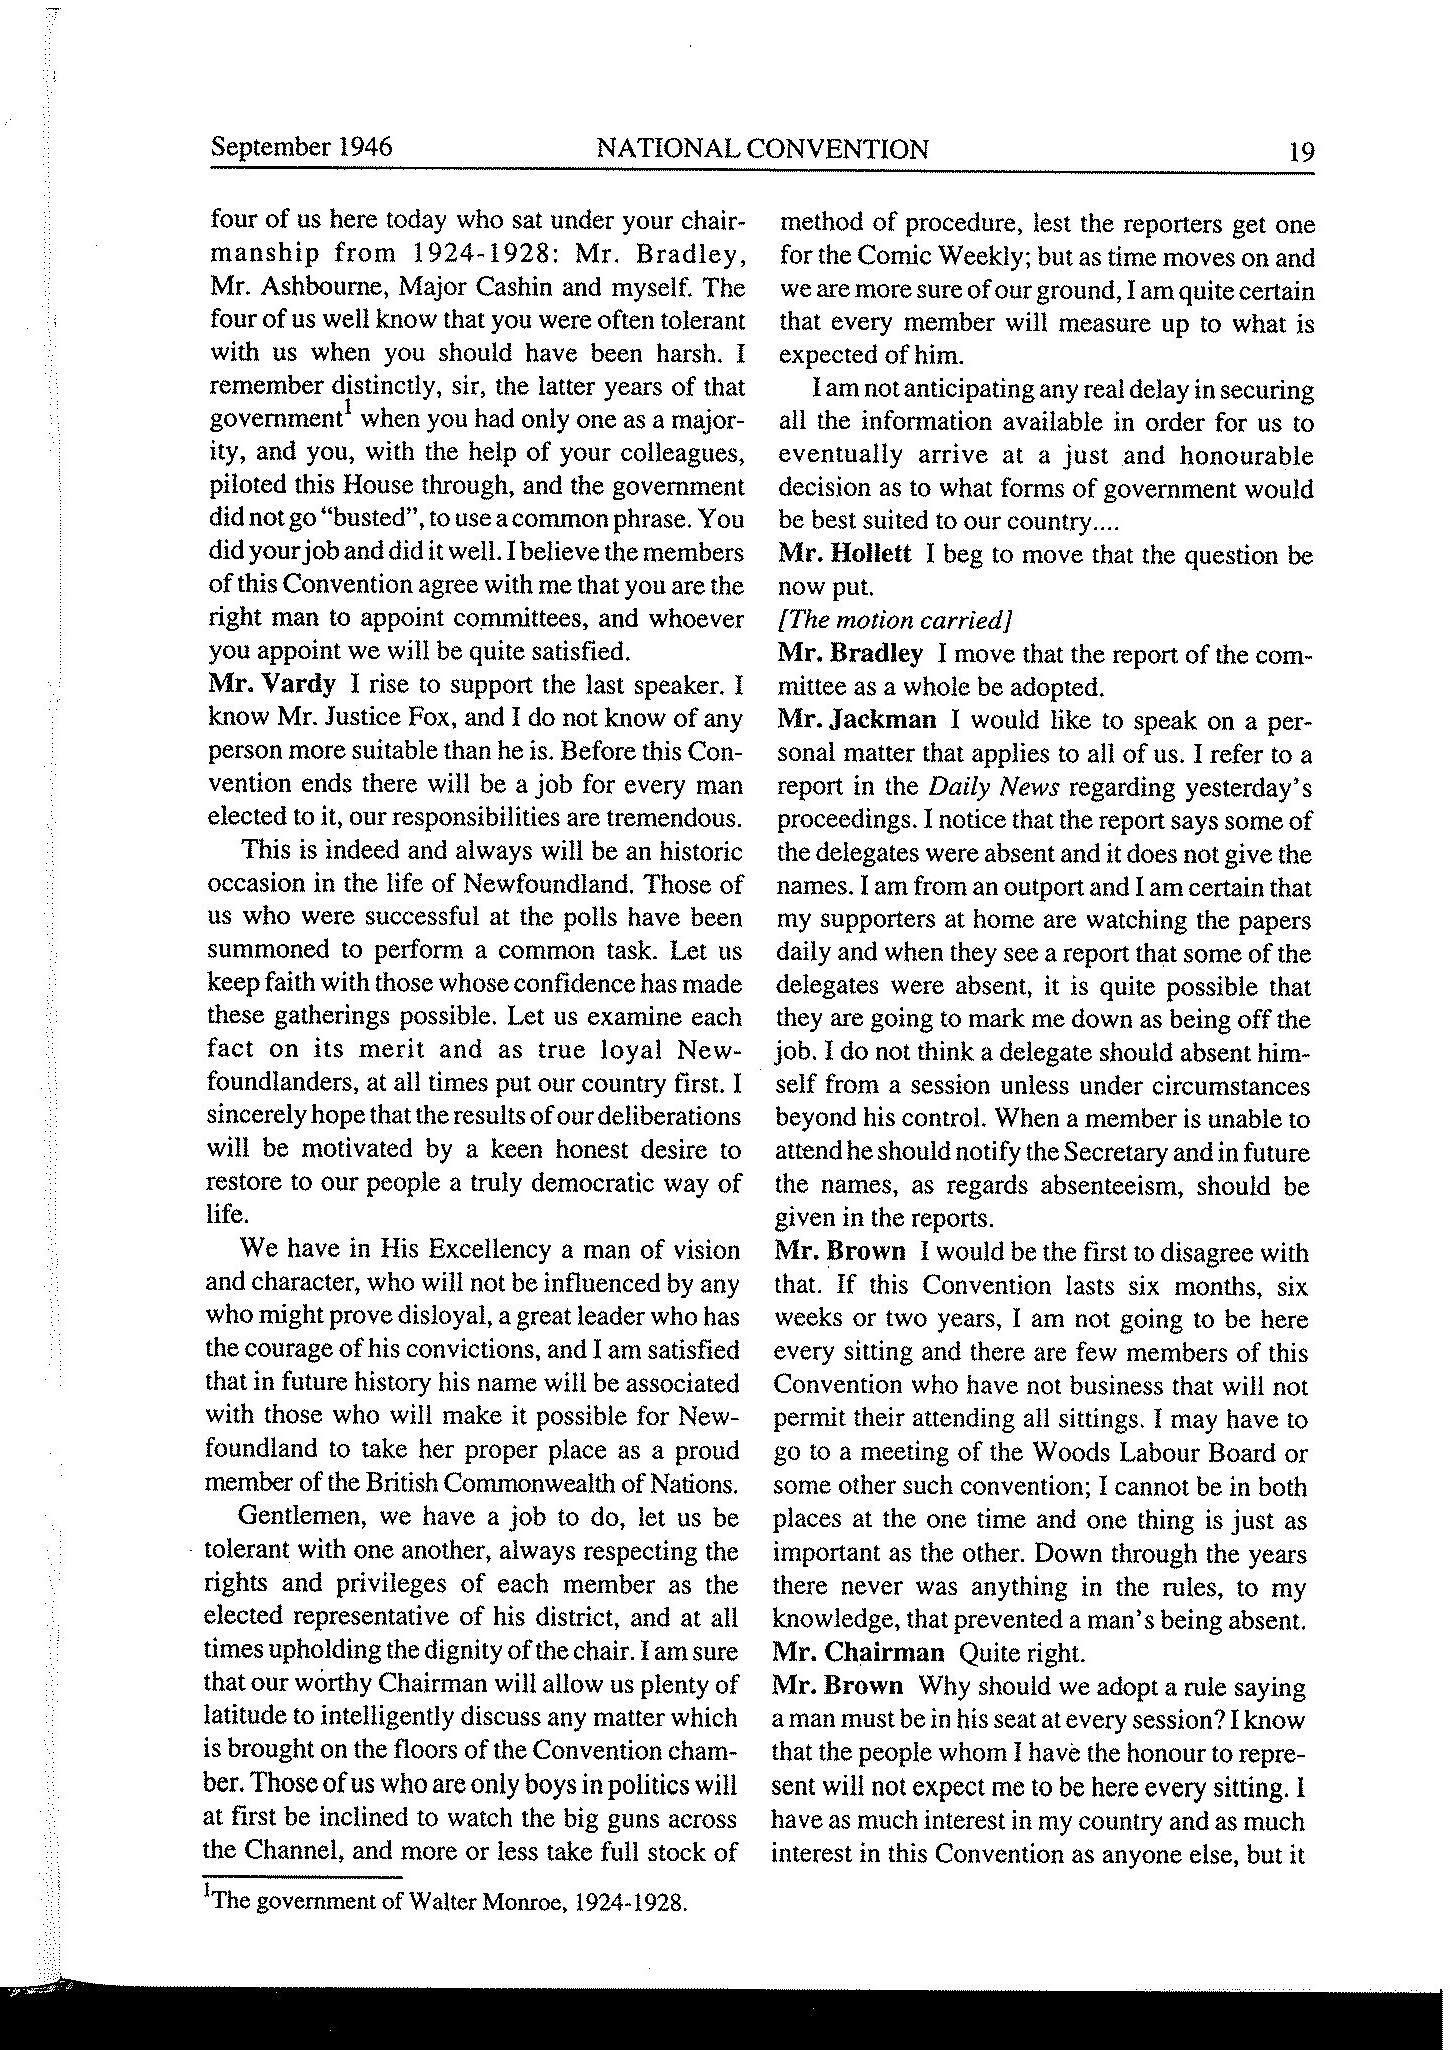 September 1946
NATIONAL CONVENTION
19
four of us here today who sat under your chair-
manship from 1924-1928: Mr. Bradley,
Mr. Ashbourne, Major Cashin and myself. The
four of us well know that you were often tolerant
with us when you should have been harsh. I
remember distinctly, sir, the latter years of that
government1 when you had only one as a major-
ity, and you, with the help of your colleagues,
piloted this House through, and the government
did not go "busted", to use a common phrase. You
did your job and did it well. I believe the members
of this Convention agree with me that you are the
right man to appoint committees, and whoever
you appoint we will be quite satisfied.
Mr. Vardy I rise to support the last speaker. I
know Mr. Justice Fox, and I do not know of any
person more suitable than he is. Before this Con-
vention ends there will be a job for every man
elected to it, our responsibilities are tremendous.
This is indeed and always will be an historic
occasion in the life of Newfoundland. Those of
us who were successful at the polls have been
summoned to perform a common task. Let us
keep faith with those whose confidence has made
these gatherings possible. Let us examine each
fact on its merit and as true loyal New-
foundlanders, at all times put our country first. I
sincerely hope that the results of our deliberations
will be motivated by a keen honest desire to
restore to our people a truly democratic way of
life.
We have in His Excellency a man of vision
and character, who will not be influenced by any
who might prove disloyal, a great leader who has
the courage of his convictions, and I am satisfied
that in future history his name will be associated
with those who will make it possible for New-
foundland to take her proper place as a proud
member of the British Commonwealth of Nations.
Gentlemen, we have a job to do, let us be
tolerant with one another, always respecting the
rights and privileges of each member as the
elected representative of his district, and at all
times upholding the dignity of the chair. I am sure
that our worthy Chairman will allow us plenty of
latitude to intelligently discuss any matter which
is brought on the floors of the Convention cham-
ber. Those of us who are only boys in politics will
at first be inclined to watch the big guns across
the Channel, and more or less take full stock of
1The government of Walter Monroe, 1924-1928.
method of procedure, lest the reporters get one
for the Comic Weekly; but as time moves on and
we are more sure of our ground, I am quite certain
that every member will measure up to what is
expected of him.
I am not anticipating any real delay in securing
all the information available in order for us to
eventually arrive at a just and honourable
decision as to what forms of government would
be best suited to our country....
Mr. Hollett I beg to move that the question be
now put.
[The motion carried]
Mr. Bradley I move that the report of the com-
mittee as a whole be adopted.
Mr. Jackman I would like to speak on a per-
sonal matter that applies to all of us. I refer to a
report in the Daily News regarding yesterday's
proceedings. I notice that the report says some of
the delegates were absent and it does not give the
names. I am from an outport and I am certain that
my supporters at home are watching the papers
daily and when they see a report that some of the
delegates were absent, it is quite possible that
they are going to mark me down as being off the
job. I do not think a delegate should absent him-
self from a session unless under circumstances
beyond his control. When a member is unable to
attend he should notify the Secretary and in future
the names, as regards absenteeism, should be
given in the reports.
Mr. Brown I would be the first to disagree with
that. If this Convention lasts six months, six
weeks or two years, I am not going to be here
every sitting and there are few members of this
Convention who have not business that will not
permit their attending all sittings. I may have to
go to a meeting of the Woods Labour Board or
some other such convention; I cannot be in both
places at the one time and one thing is just as
important as the other. Down through the years
there never was anything in the rules, to my
knowledge, that prevented a man's being absent.
Mr. Chairman Quite right.
Mr. Brown Why should we adopt a rule saying
a man must be in his seat at every session? I know
that the people whom I have the honour to repre-
sent will not expect me to be here every sitting. I
have as much interest in my country and as much
interest in this Convention as anyone else, but it